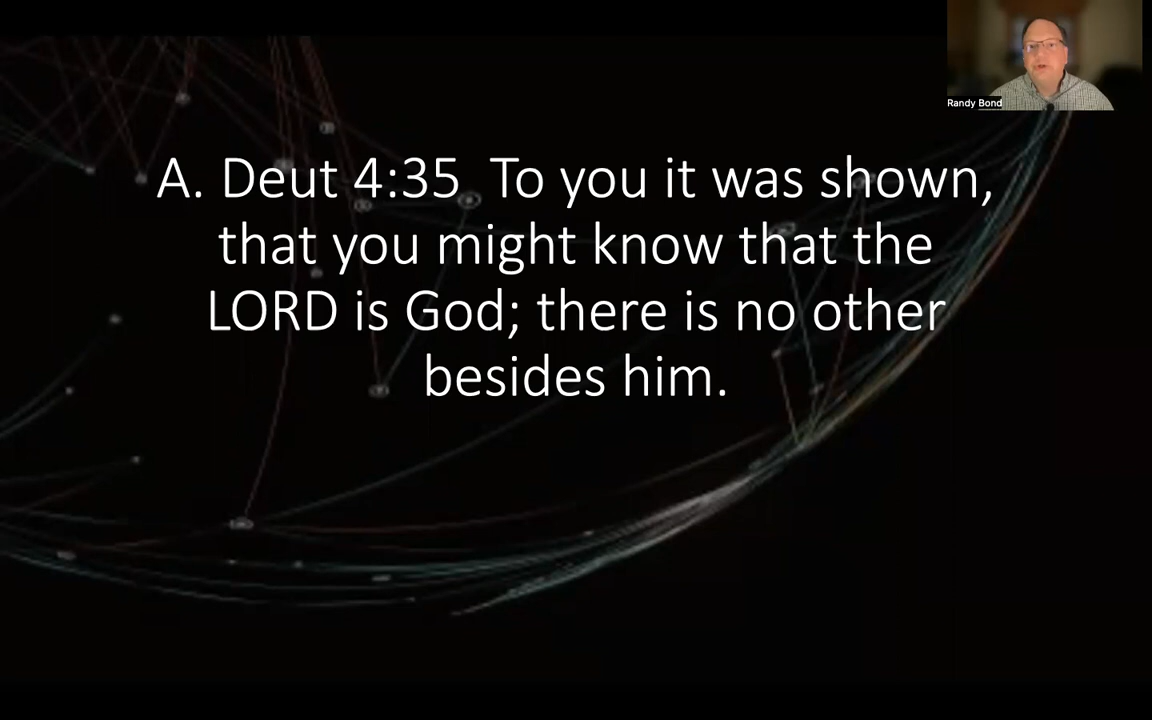 Randy Bond
A. Deut 4:35  To you it was shown,
that you might know that the
LORD is God; there is no other
besides him.